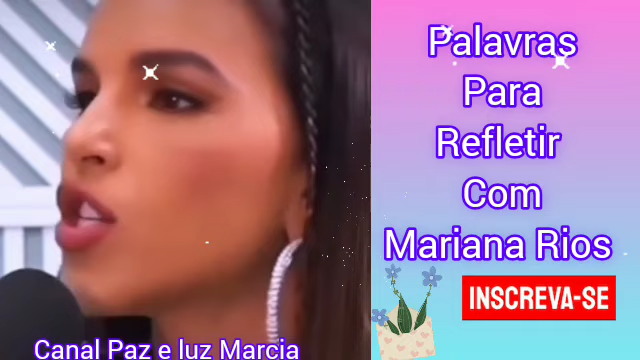 Palavras
Para
Refletir
Com
Mariana Rios
INSCREVA-SE
Canal Paz e luz Marcia